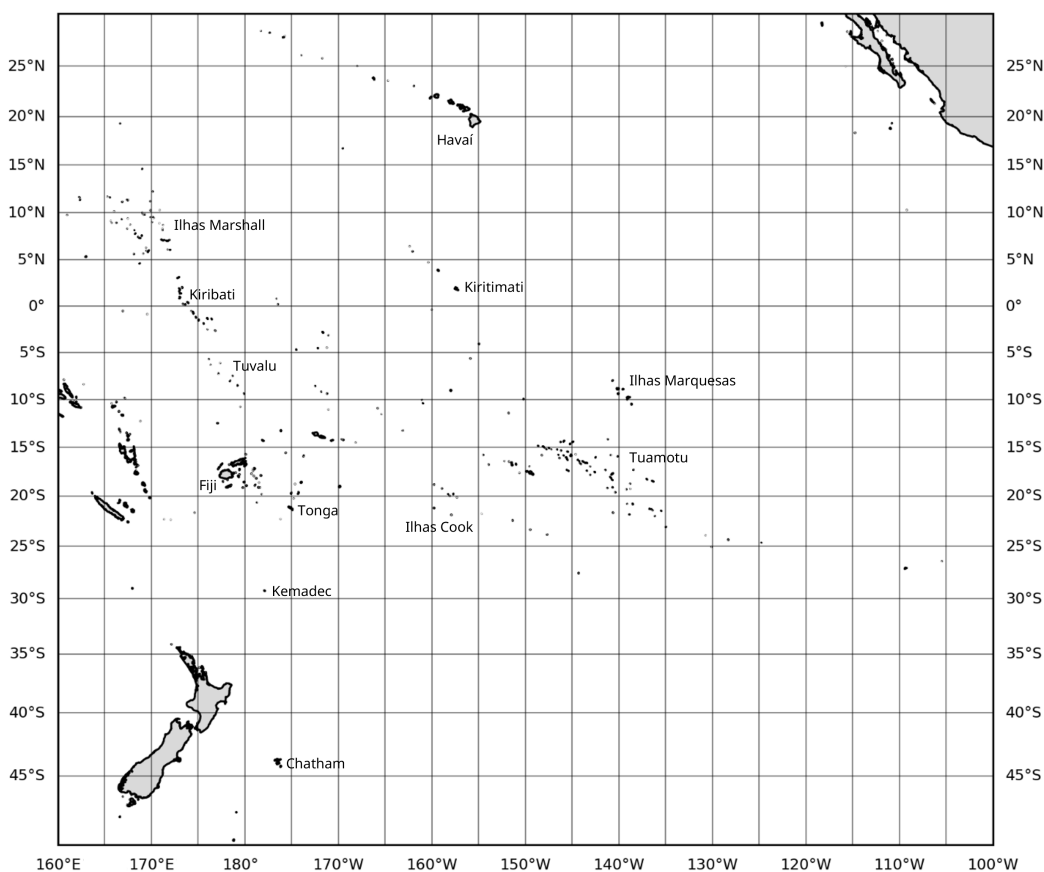 25°N 25°N
20°N 20°N
Havaí
15°N 15°N
10°N 10°N
Ilhas Marshall
5°N 5°N
Kiritimati
Kiribati
0° 0°
5°S 5°S
Tuvalu
Ilhas Marquesas
10°S 10°S
15°S 15°S
Tuamotu
Fiji
20°S 20°S
Tonga
Ilhas Cook
25°S 25°S
Kemadec
30°S 30°S
35°S 35°S
40°S 40°S
Chatham
45°S 45°S
160°E 170°E 180° 170°W 160°W 150°W 140°W 130°W 120°W 110°W 100°W